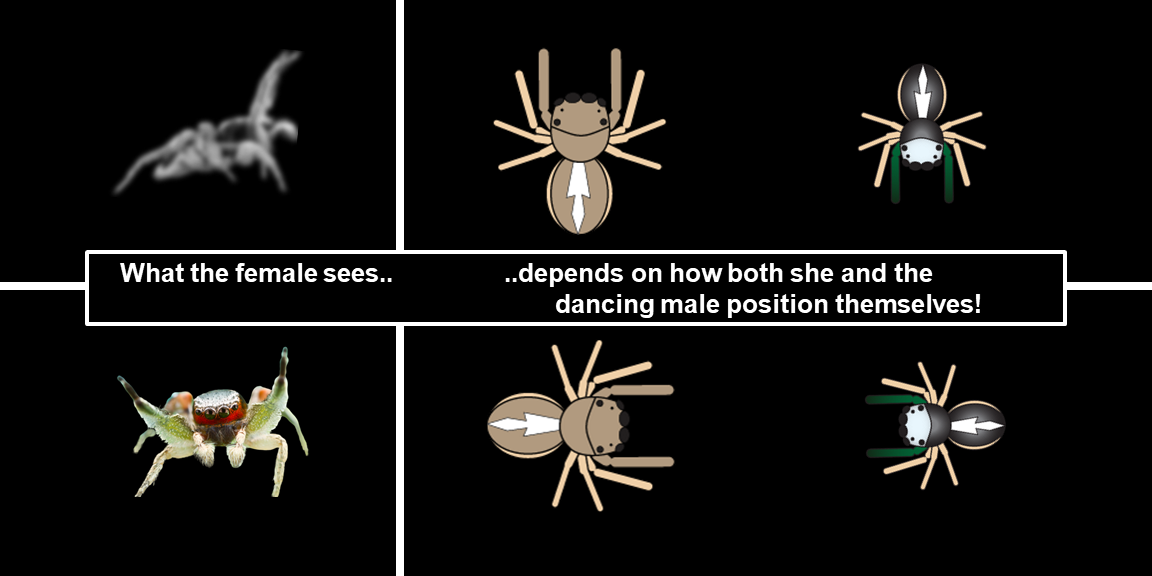 What the female sees..
..depends on how both she and the
dancing male position themselves!